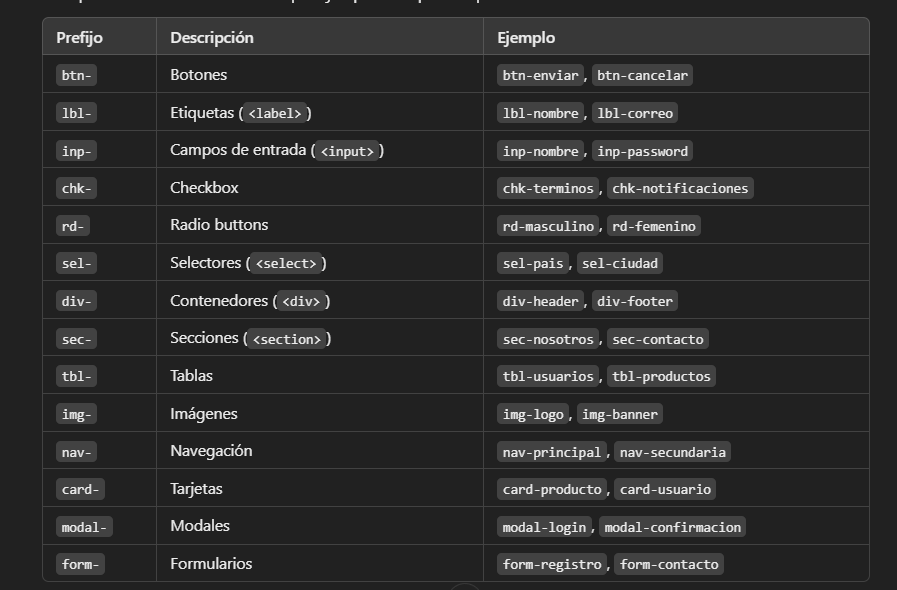 Prefijo Descripción Ejemplo
btn- Botones btn-enviar, btn-cancelar
lbl- Etiquetas (<label>) lbl-nombre, lbl-correo
inp- Campos de entrada (<input>) inp-nombre, inp-password
chk- Checkbox chk-terminos, chk-notificaciones
rd- Radio buttons rd-masculino, rd-femenino
sel- Selectores (<select>) sel-pais, sel-ciudad
div- Contenedores (<div>) div-header, div-footer
sec- Secciones (<section>) sec-nosotros, sec-contacto
tbl- Tablas tbl-usuarios, tbl-productos
img- Imágenes img-logo, img-banner
nav- Navegación nav-principal, nav-secundaria
card- Tarjetas card-producto, card-usuario
modal- Modales modal-login, modal-confirmacion
form- Formularios form-registro, form-contacto